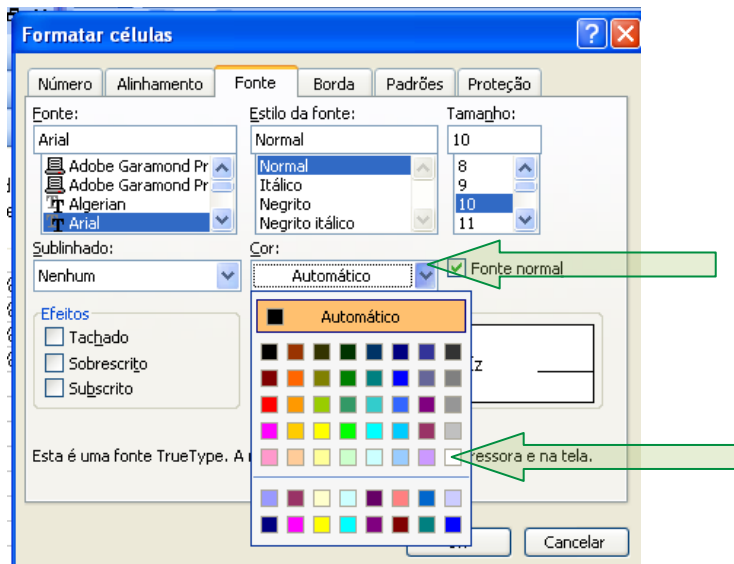 Formatar células
Número Alinhamento Fonte Borda Padrões Proteção
Fonte: Estilo da fonte: Tamanho:
Arial Normal 10
Adobe Garamond Pr Normal 8
Adobe Garamond Pr Itálico 9
Algerian Negrito 10
Arial Negrito itálico 11
Sublinhado: Cor:
Nenhum Automático Fonte normal
Efeitos Automático
Tachado
Sobrescrito
Subscrito
Esta é uma fonte TrueType. A e na tela.
Cancelar